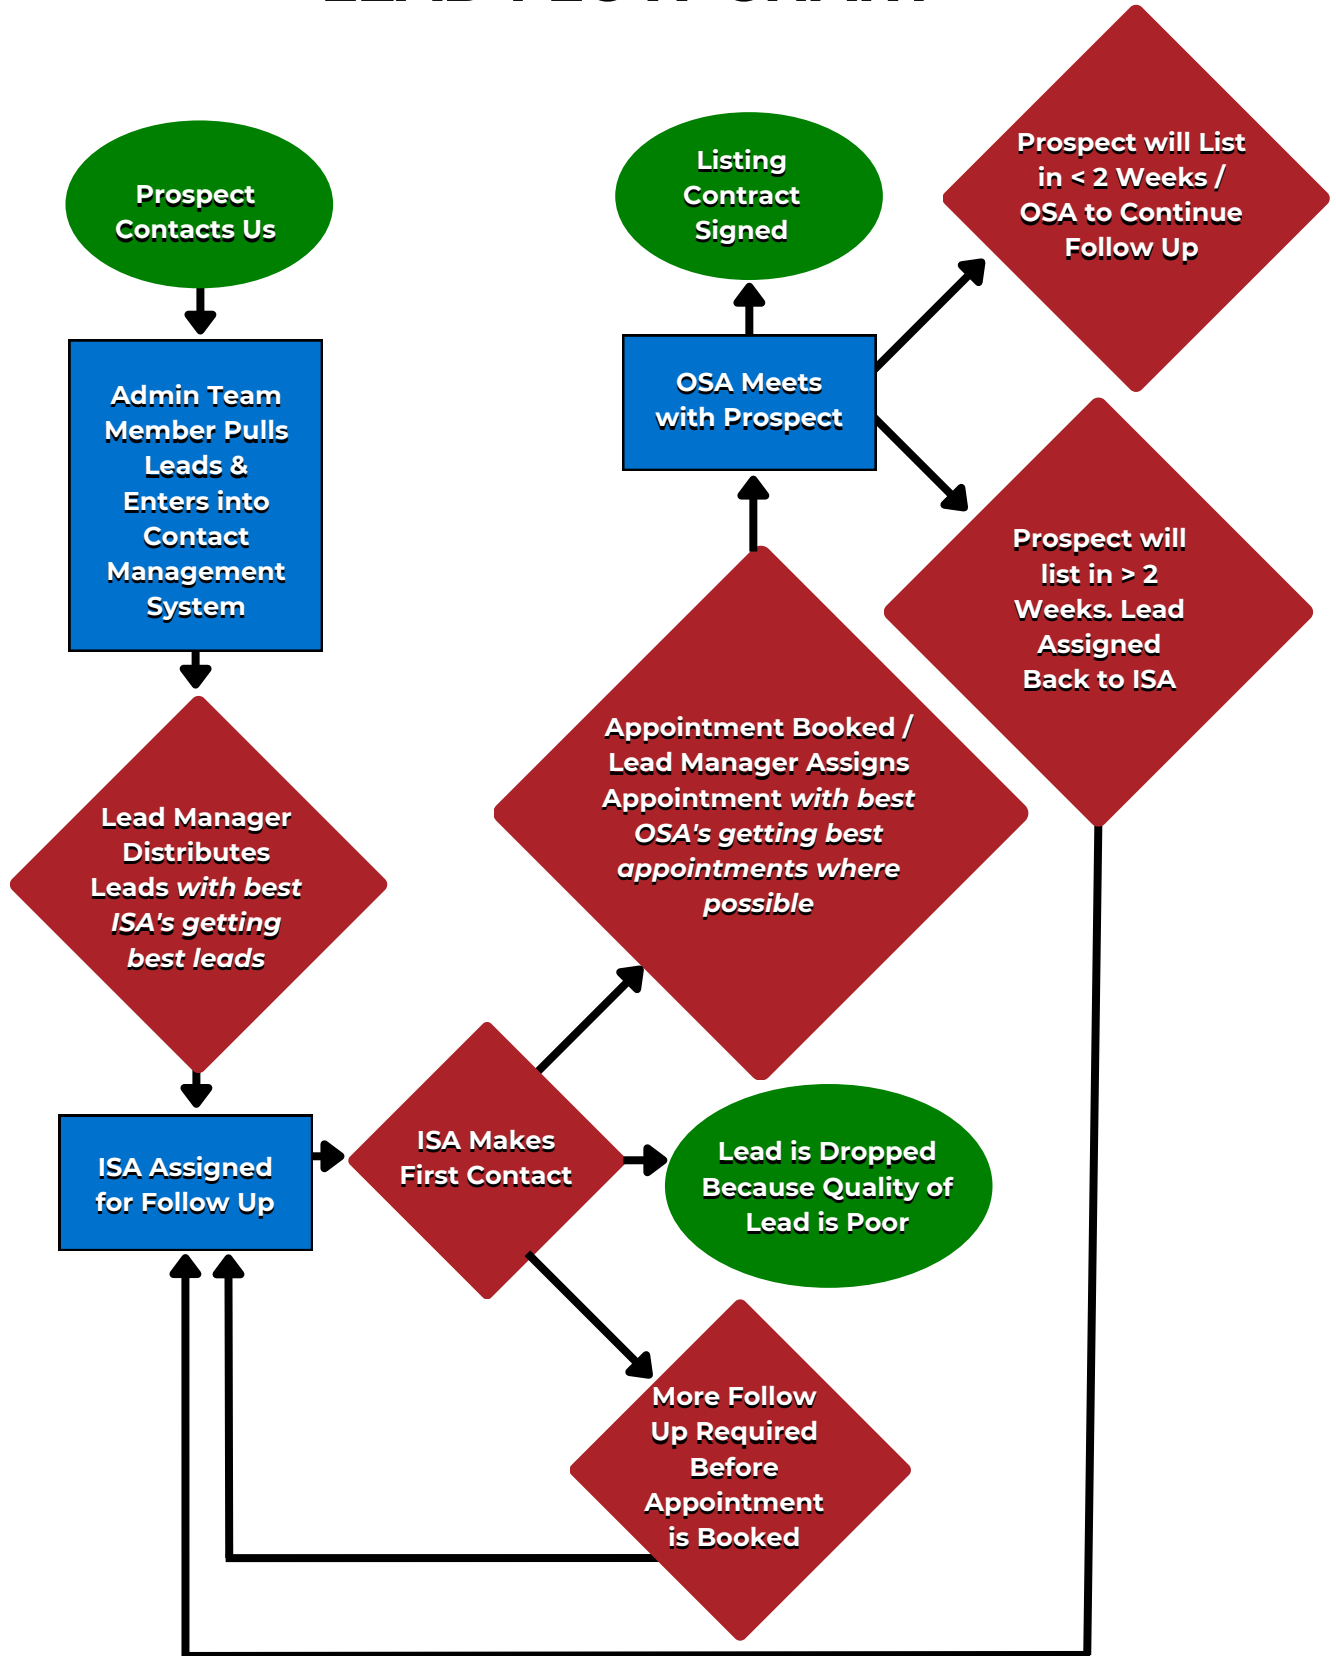 LEAD FLOW CHART
Prospect
Contacts Us
Admin Team
Member Pulls
Leads &
Enters into
Contact
Management
System
Lead Manager
Distributes
Leads with best
ISA's getting
best leads
ISA Assigned
for Follow Up
ISA Makes
First Contact
Appointment Booked /
Lead Manager Assigns
Appointment with best
OSA's getting best
appointments where
possible
Lead is Dropped
Because Quality of
Lead is Poor
More Follow
Up Required
Before
Appointment
is Booked
OSA Meets
with Prospect
Listing
Contract
Signed
Prospect will List
in < 2 Weeks /
OSA to Continue
Follow Up
Prospect will
list in > 2
Weeks. Lead
Assigned
Back to ISA